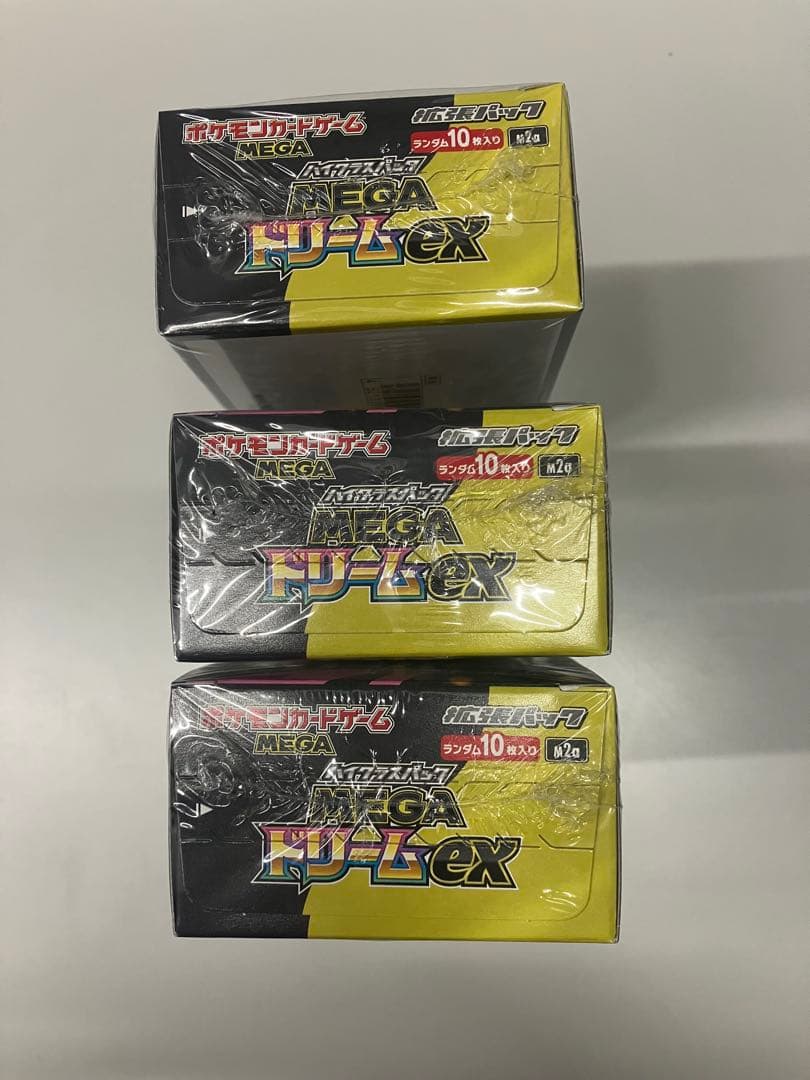 ポケモンカードゲーム
MEGA
拡張パック
ランダム10枚入り
M2a
ハイクラスパック
MEGA
ドリームex
ポケモンカードゲーム
MEGA
拡張パック
ランダム10枚入り
M2a
ハイクラスパック
MEGA
ドリームex
ポケモンカードゲーム
MEGA
拡張パック
ランダム10枚入り
M2a
ハイクラスパック
MEGA
ドリームex